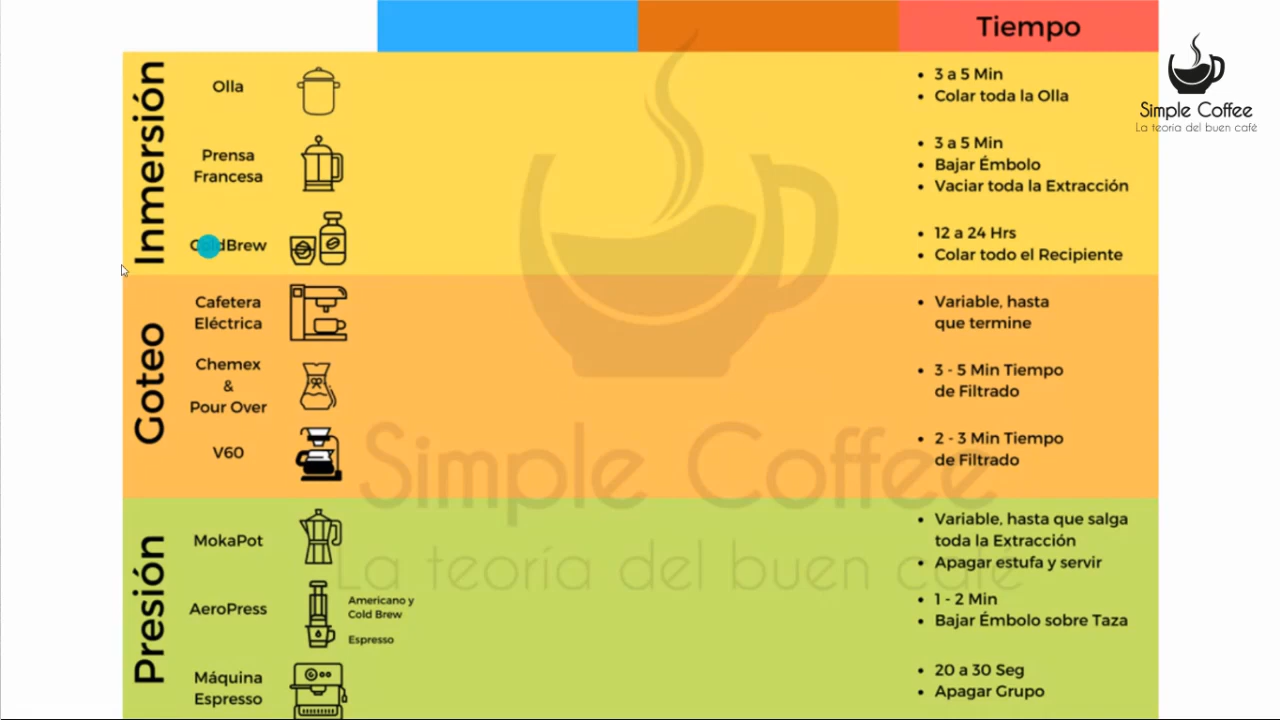 Tiempo
Simple Coffee
La teoría del buen café
Inmersión
Olla
• 3 a 5 Min
• Colar toda la Olla
Prensa
Francesa
• 3 a 5 Min
• Bajar Émbolo
• Vaciar toda la Extracción
ColdBrew
• 12 a 24 Hrs
• Colar todo el Recipiente
Goteo
Cafetera
Eléctrica
• Variable, hasta
que termine
Chemex
&
Pour Over
• 3 - 5 Min Tiempo
de Filtrado
V60
• 2 - 3 Min Tiempo
de Filtrado
Simple Coffee
La teoría del buen café
Presión
MokaPot
• Variable, hasta que salga
toda la Extracción
• Apagar estufa y servir
AeroPress
Americano y
Cold Brew
Espresso
• 1 - 2 Min
• Bajar Émbolo sobre Taza
Máquina
Espresso
• 20 a 30 Seg
• Apagar Grupo